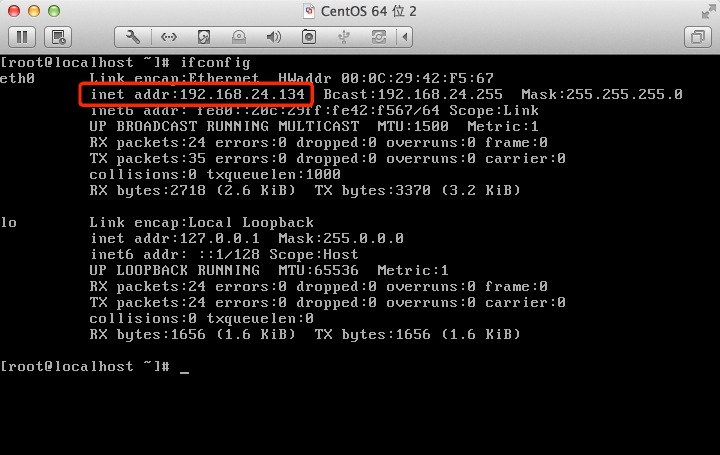 CentOS 64 位 2
[root@localhost ~]# ifconfig
eth0 Link encap:Ethernet HWaddr 00:0C:29:42:F5:67
inet addr:192.168.24.134 Bcast:192.168.24.255 Mask:255.255.255.0
inet6 addr: fe80::20c:29ff:fe42:f567/64 Scope:Link
UP BROADCAST RUNNING MULTICAST MTU:1500 Metric:1
RX packets:24 errors:0 dropped:0 overruns:0 frame:0
TX packets:35 errors:0 dropped:0 overruns:0 carrier:0
collisions:0 txqueuelen:1000
RX bytes:2718 (2.6 KiB) TX bytes:3370 (3.2 KiB)
lo Link encap:Local Loopback
inet addr:127.0.0.1 Mask:255.0.0.0
inet6 addr: ::1/128 Scope:Host
UP LOOPBACK RUNNING MTU:65536 Metric:1
RX packets:24 errors:0 dropped:0 overruns:0 frame:0
TX packets:24 errors:0 dropped:0 overruns:0 carrier:0
collisions:0 txqueuelen:0
RX bytes:1656 (1.6 KiB) TX bytes:1656 (1.6 KiB)
[root@localhost ~]# _